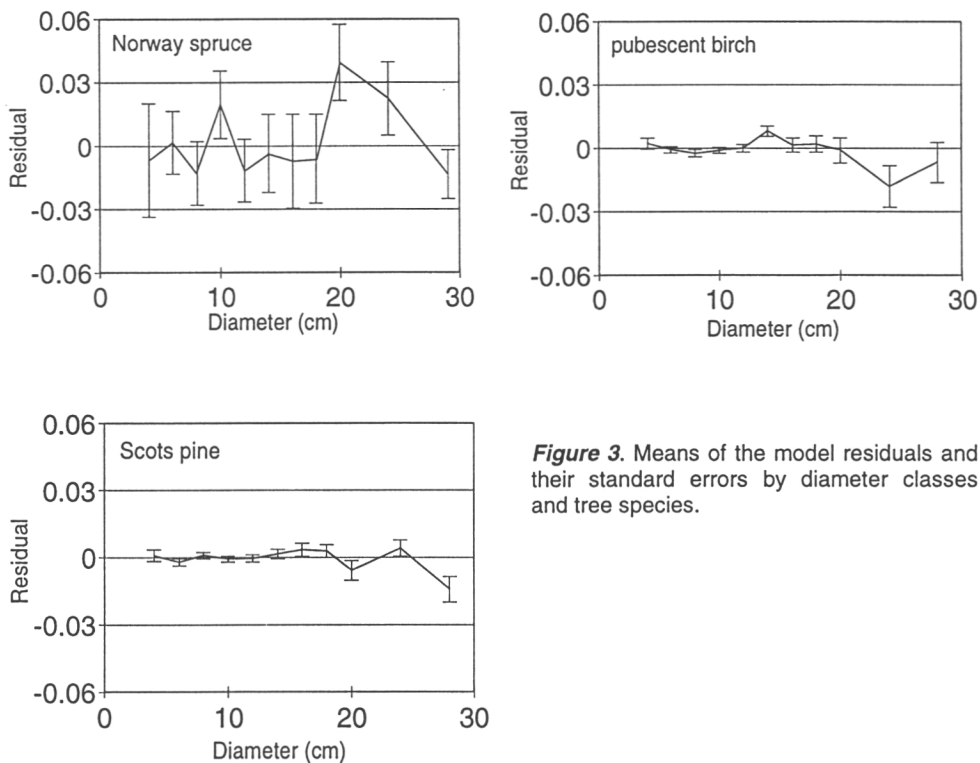 Norway spruce
0.06
0.03
0
-0.03
-0.06
Residual
0 10 20 30
Diameter (cm)
pubescent birch
0.06
0.03
0
-0.03
-0.06
Residual
0 10 20 30
Diameter (cm)
Scots pine
0.06
0.03
0
-0.03
-0.06
Residual
0 10 20 30
Diameter (cm)
Figure 3. Means of the model residuals and
their standard errors by diameter classes
and tree species.